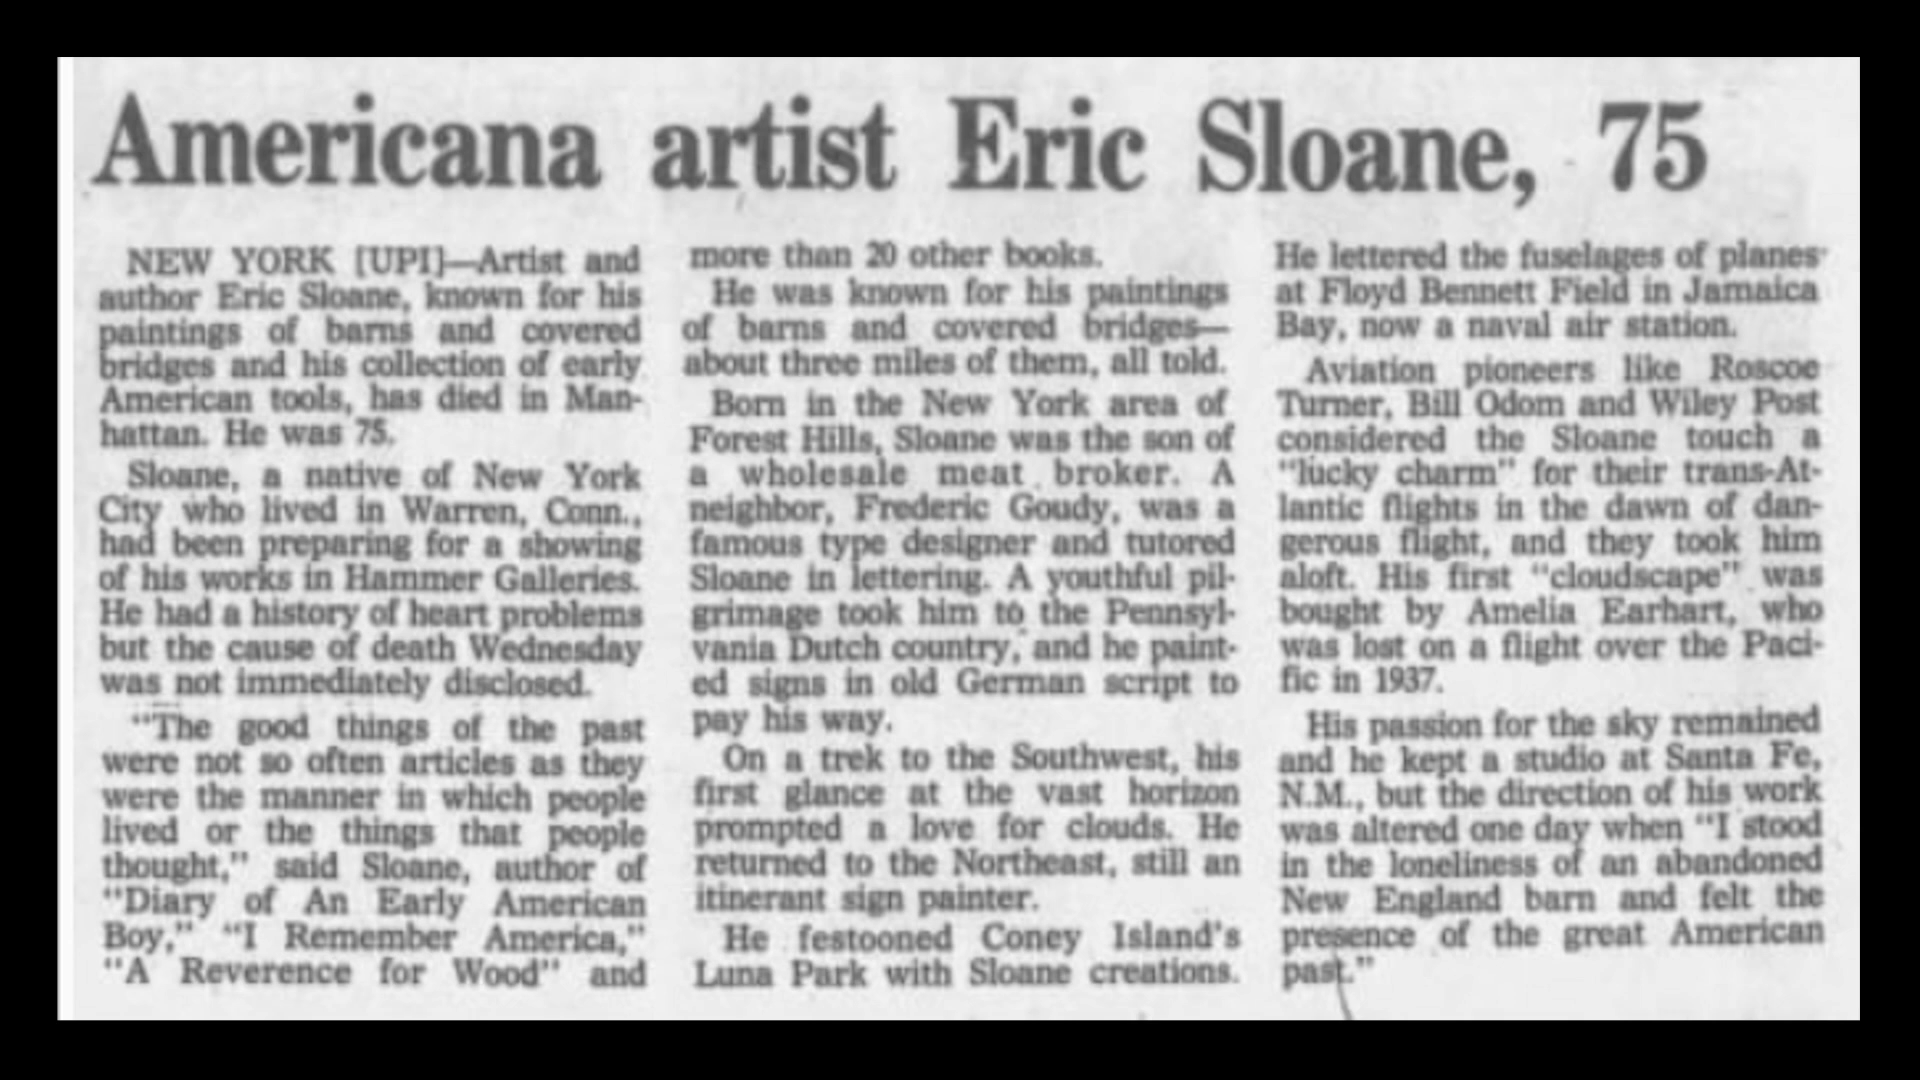 Americana artist Eric Sloane, 75
NEW YORK [UPI]—Artist and
author Eric Sloane, known for his
paintings of barns and covered
bridges and his collection of early
American tools, has died in Man-
hattan. He was 75.
Sloane, a native of New York
City who lived in Warren, Conn.,
had been preparing for a showing
of his works in Hammer Galleries.
He had a history of heart problems
but the cause of death Wednesday
was not immediately disclosed.
"The good things of the past
were not so often articles as they
were the manner in which people
lived or the things that people
thought," said Sloane, author of
"Diary of An Early American
Boy," "I Remember America,"
"A Reverence for Wood" and
more than 20 other books.
He was known for his paintings
of barns and covered bridges—
about three miles of them, all told.
Born in the New York area of
Forest Hills, Sloane was the son of
a wholesale meat broker. A
neighbor, Frederic Goudy, was a
famous type designer and tutored
Sloane in lettering. A youthful pil-
grimage took him to the Pennsyl-
vania Dutch country, and he paint-
ed signs in old German script to
pay his way.
On a trek to the Southwest, his
first glance at the vast horizon
prompted a love for clouds. He
returned to the Northeast, still an
itinerant sign painter.
He festooned Coney Island's
Luna Park with Sloane creations.
He lettered the fuselages of planes
at Floyd Bennett Field in Jamaica
Bay, now a naval air station.
Aviation pioneers like Roscoe
Turner, Bill Odom and Wiley Post
considered the Sloane touch a
"lucky charm" for their trans-At-
lantic flights in the dawn of dan-
gerous flight, and they took him
aloft. His first "cloudscape" was
bought by Amelia Earhart, who
was lost on a flight over the Paci-
fic in 1937.
His passion for the sky remained
and he kept a studio at Santa Fe,
N.M., but the direction of his work
was altered one day when "I stood
in the loneliness of an abandoned
New England barn and felt the
presence of the great American
past."